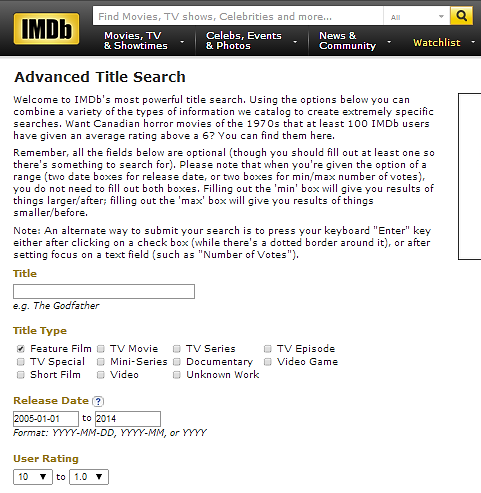 IMDb
Find Movies, TV shows, Celebrities and more...
All
Movies, TV
& Showtimes
Celebs, Events
& Photos
News &
Community
Watchlist
Advanced Title Search
Welcome to IMDb's most powerful title search. Using the options below you can
combine a variety of the types of information we catalog to create extremely specific
searches. Want Canadian horror movies of the 1970s that at least 100 IMDb users
have given an average rating above a 6? You can find them here.
Remember, all the fields below are optional (though you should fill out at least one so
there's something to search for). Please note that when you're given the option of a
range (two date boxes for release date, or two boxes for min/max number of votes),
you do not need to fill out both boxes. Filling out the 'min' box will give you results of
things larger/after; filling out the 'max' box will give you results of things
smaller/before.
Note: An alternate way to submit your search is to press your keyboard "Enter" key
either after clicking on a check box (while there's a dotted border around it), or after
setting focus on a text field (such as "Number of Votes").
Title
e.g. The Godfather
Title Type
Feature Film TV Movie TV Series TV Episode
TV Special Mini-Series Documentary Video Game
Short Film Video Unknown Work
Release Date ?
2005-01-01 to 2014
Format: YYYY-MM-DD, YYYY-MM, or YYYY
User Rating
10 to 1.0